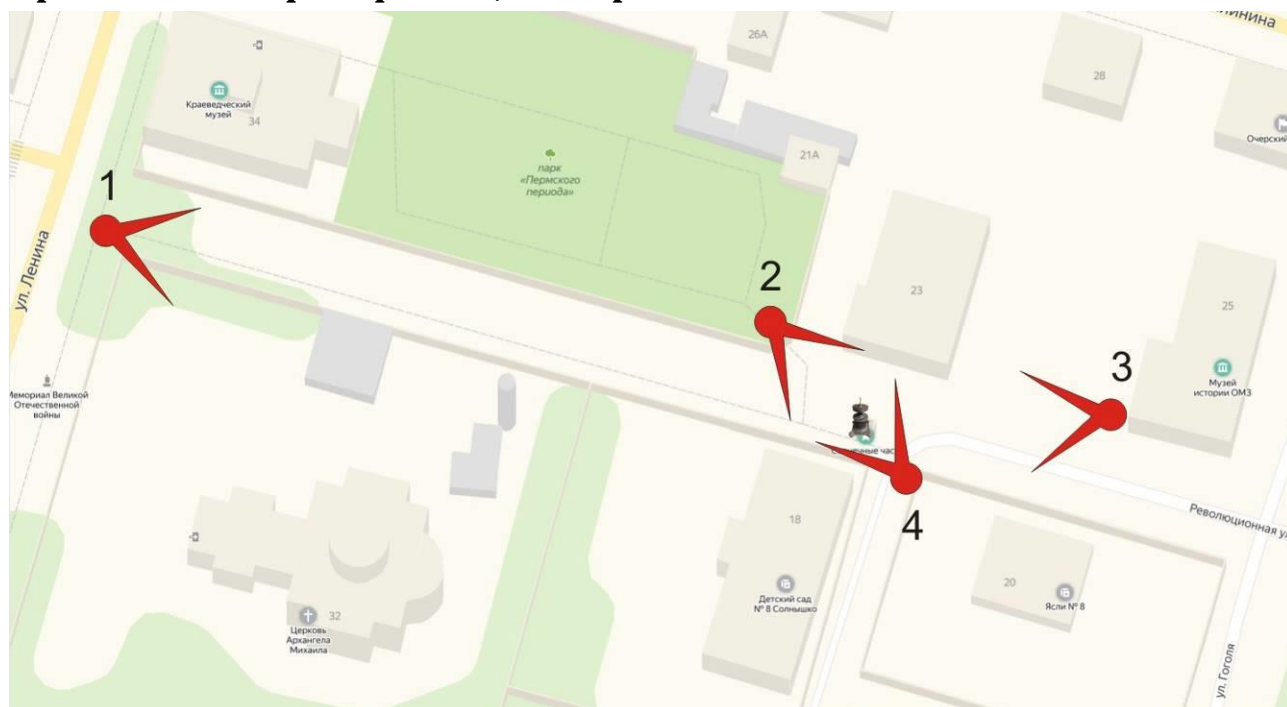 26А
28
Краеведческий
музей
34
Очерский
21А
парк
«Пермского
периода»
1
ул. Ленина
2
23
25
3
Музей
истории ОМЗ
Мемориал Великой
Отечественной
войны
4
Революционная
18
20
Детский сад
№ 8 Солнышко
Ясли № 8
32
Церковь
Архангела
Михаила
ул. Гоголя